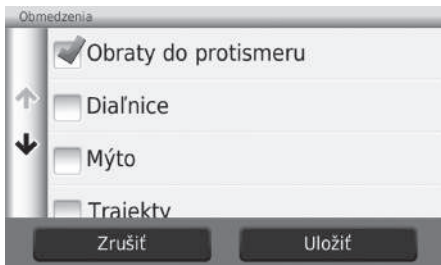 Obmedzenia
Obraty do protismeru
Diaľnice
Mýto
Trajekty
Zrušiť
Uložiť